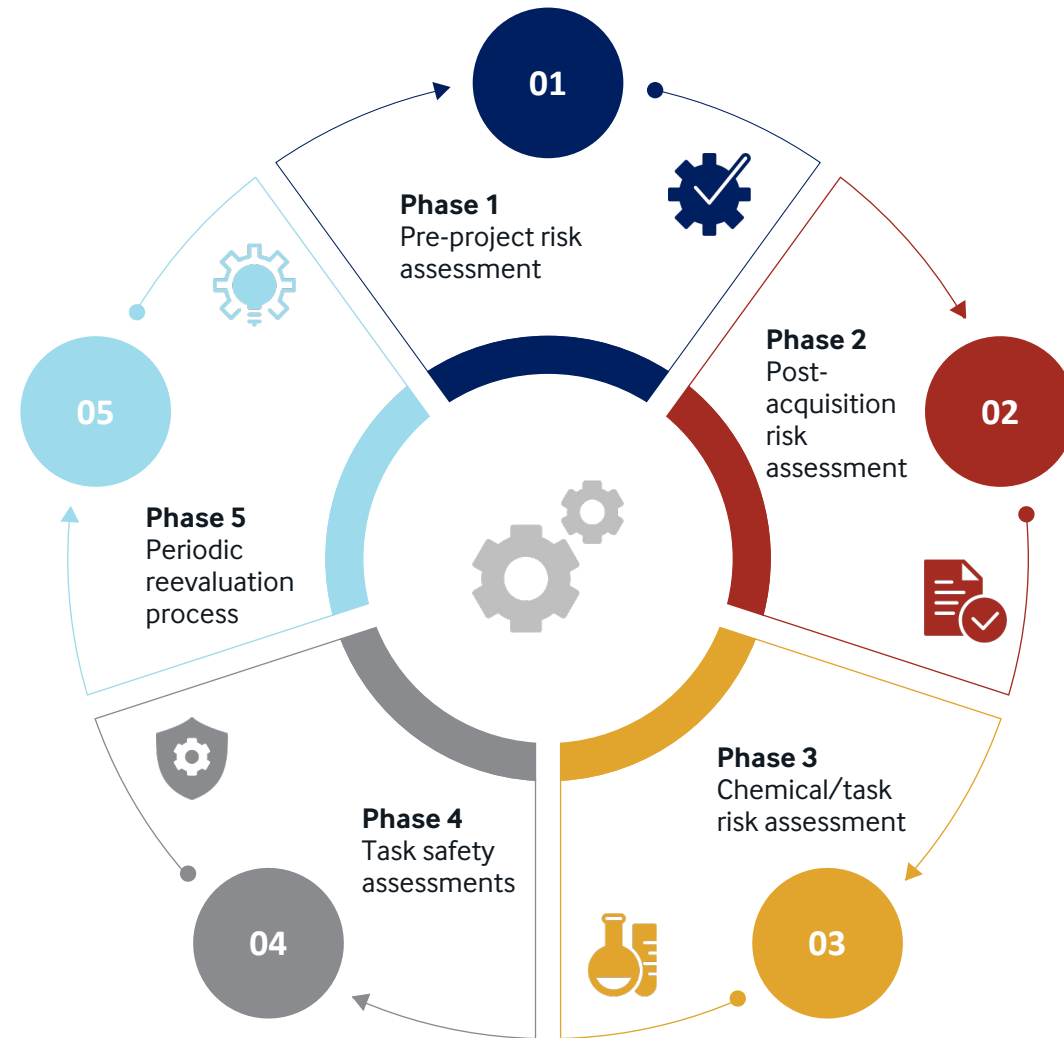 01
Phase 1
Pre-project risk
assessment
02
Phase 2
Post-
acquisition
risk
assessment
03
Phase 3
Chemical/task
risk assessment
04
Phase 4
Task safety
assessments
05
Phase 5
Periodic
reevaluation
process